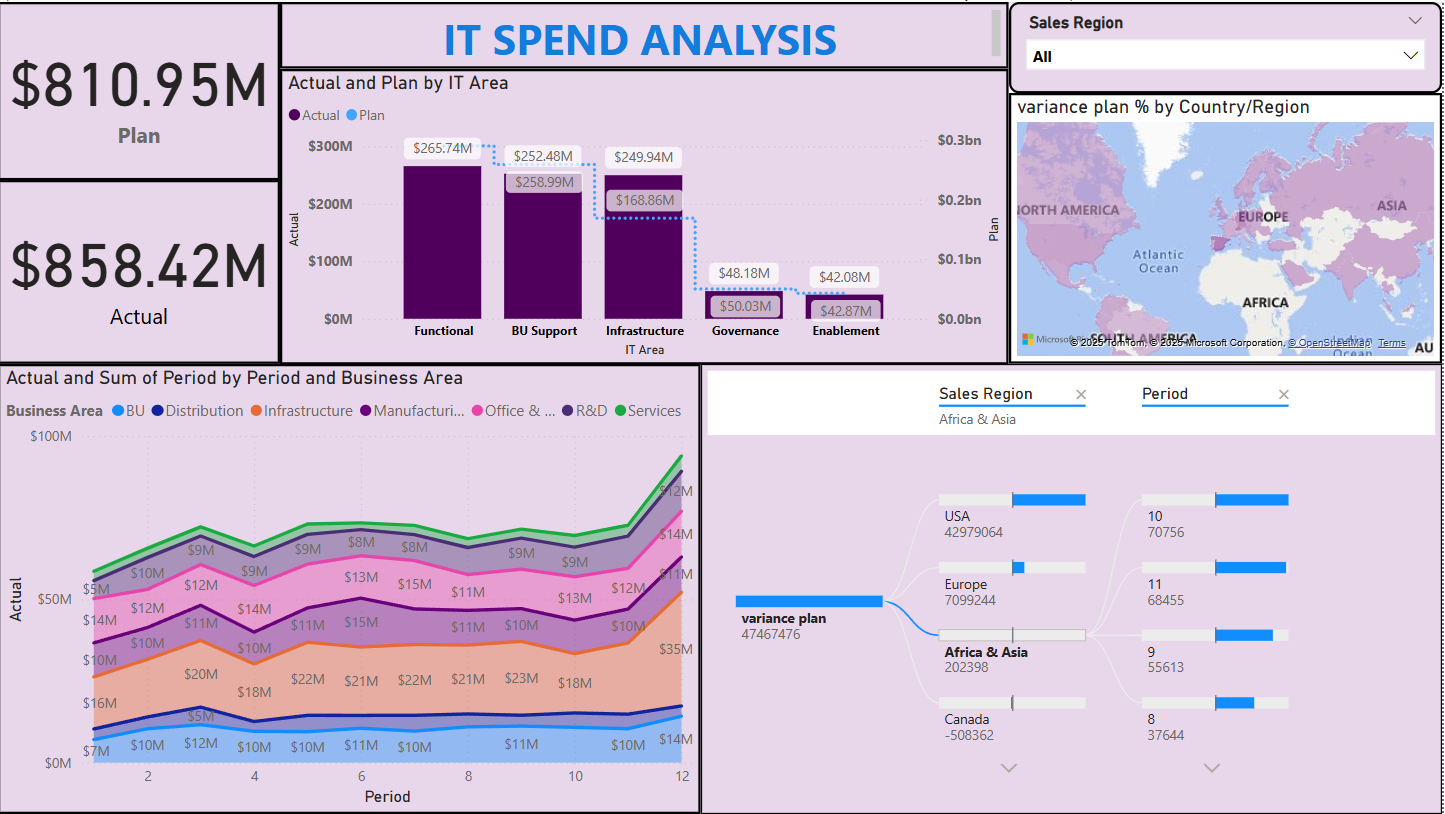 $810.95M
Plan
$858.42M
Actual
IT SPEND ANALYSIS
Sales Region
All
Actual and Plan by IT Area
Actual Plan
$300M
$200M
$100M
$0M
Actual
$265.74M
$252.48M
$258.99M
$249.94M
$168.86M
$48.18M
$50.03M
$42.08M
$42.87M
$0.3bn
$0.2bn
$0.1bn
$0.0bn
Plan
Functional BU Support Infrastructure Governance Enablement
IT Area
variance plan % by Country/Region
NORTH AMERICA
EUROPE
ASIA
Atlantic
Ocean
AFRICA
SOUTH AMERICA
Indian
Ocean
AU
Microsoft
© 2025 TomTom, © 2025 Microsoft Corporation, © OpenStreetMap Terms
Actual and Sum of Period by Period and Business Area
Business Area BU Distribution Infrastructure Manufacturi... Office & ... R&D Services
$100M
$50M
$0M
Actual
$12M
$9M $9M $8M $8M $9M $9M
$5M $10M $9M
$14M
$12M $13M $15M $11M $13M $12M $11M
$14M $12M $14M
$11M $11M $15M $11M $10M $10M
$10M $10M $10M
$20M $22M $21M $22M $21M $23M $18M $35M
$16M $18M
$5M
$7M $10M $12M $10M $10M $11M $10M $11M $10M $14M
2 4 6 8 10 12
Period
Sales Region Period
Africa & Asia
variance plan
47467476
USA
42979064
Europe
7099244
Africa & Asia
202398
Canada
-508362
10
70756
11
68455
9
55613
8
37644